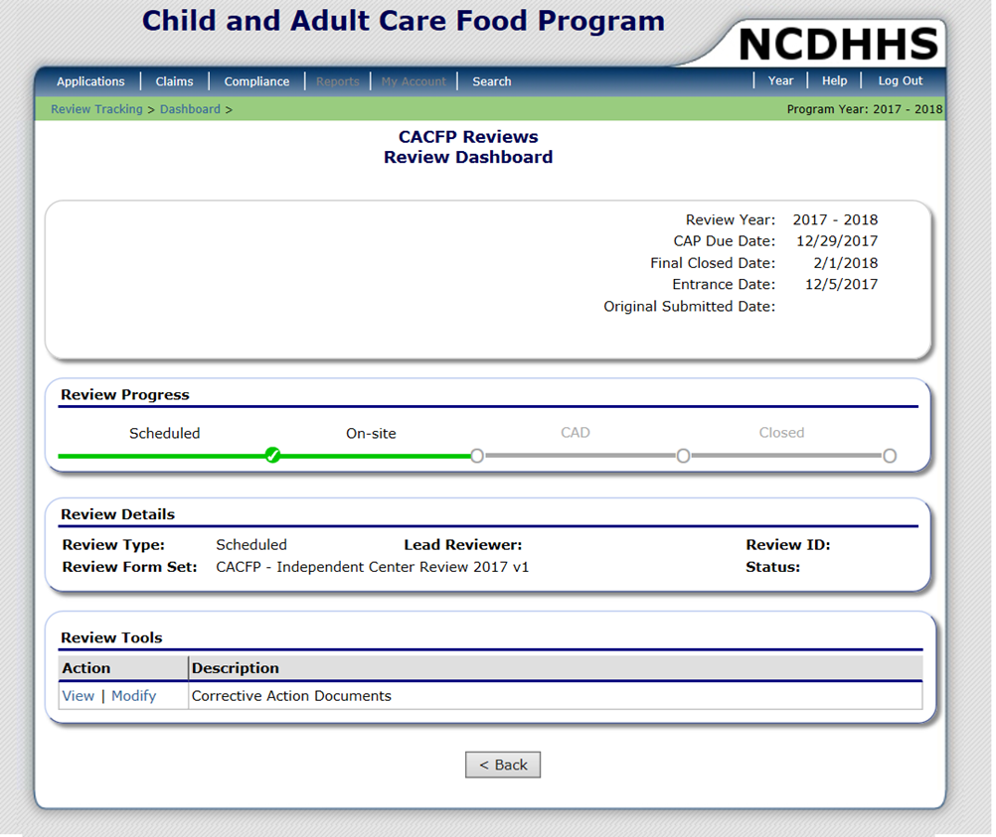 Child and Adult Care Food Program
NCDHHS
Applications | Claims | Compliance | Reports | My Account | Search | Year | Help | Log Out
Review Tracking > Dashboard > Program Year: 2017 - 2018
CACFP Reviews
Review Dashboard
Review Year: 2017 - 2018
CAP Due Date: 12/29/2017
Final Closed Date: 2/1/2018
Entrance Date: 12/5/2017
Original Submitted Date:
Review Progress
Scheduled On-site CAD Closed
Review Details
Review Type: Scheduled Lead Reviewer: Review ID:
Review Form Set: CACFP - Independent Center Review 2017 v1 Status:
Review Tools
Action Description
View | Modify Corrective Action Documents
< Back